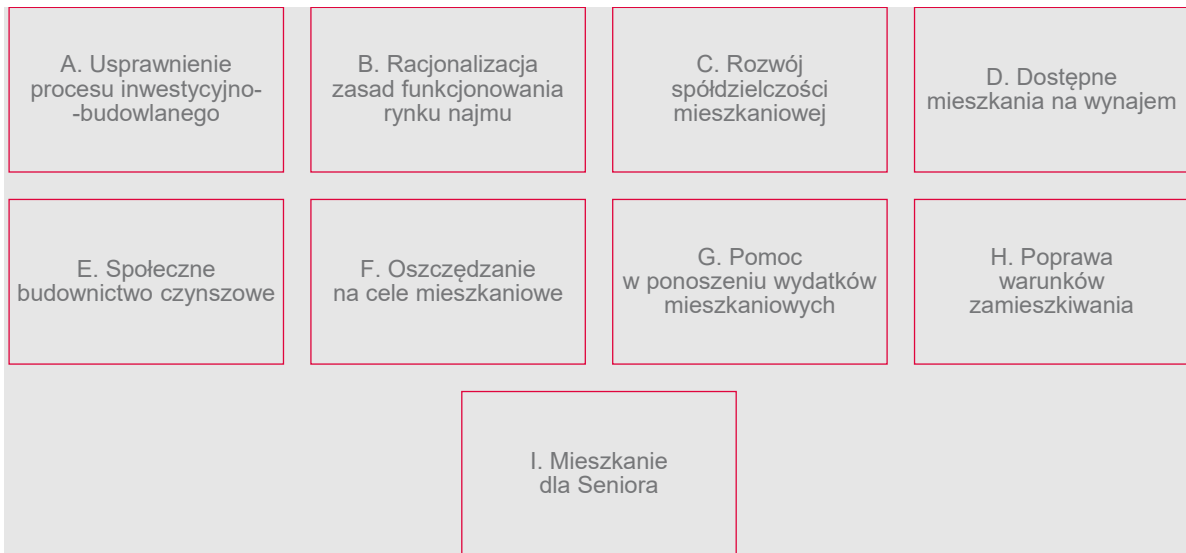 A. Usprawnienie
procesu inwestycyjno-
-budowlanego
B. Racjonalizacja
zasad funkcjonowania
rynku najmu
C. Rozwój
spółdzielczości
mieszkaniowej
D. Dostępne
mieszkania na wynajem
E. Społeczne
budownictwo czynszowe
F. Oszczędzanie
na cele mieszkaniowe
G. Pomoc
w ponoszeniu wydatków
mieszkaniowych
H. Poprawa
warunków
zamieszkiwania
I. Mieszkanie
dla Seniora